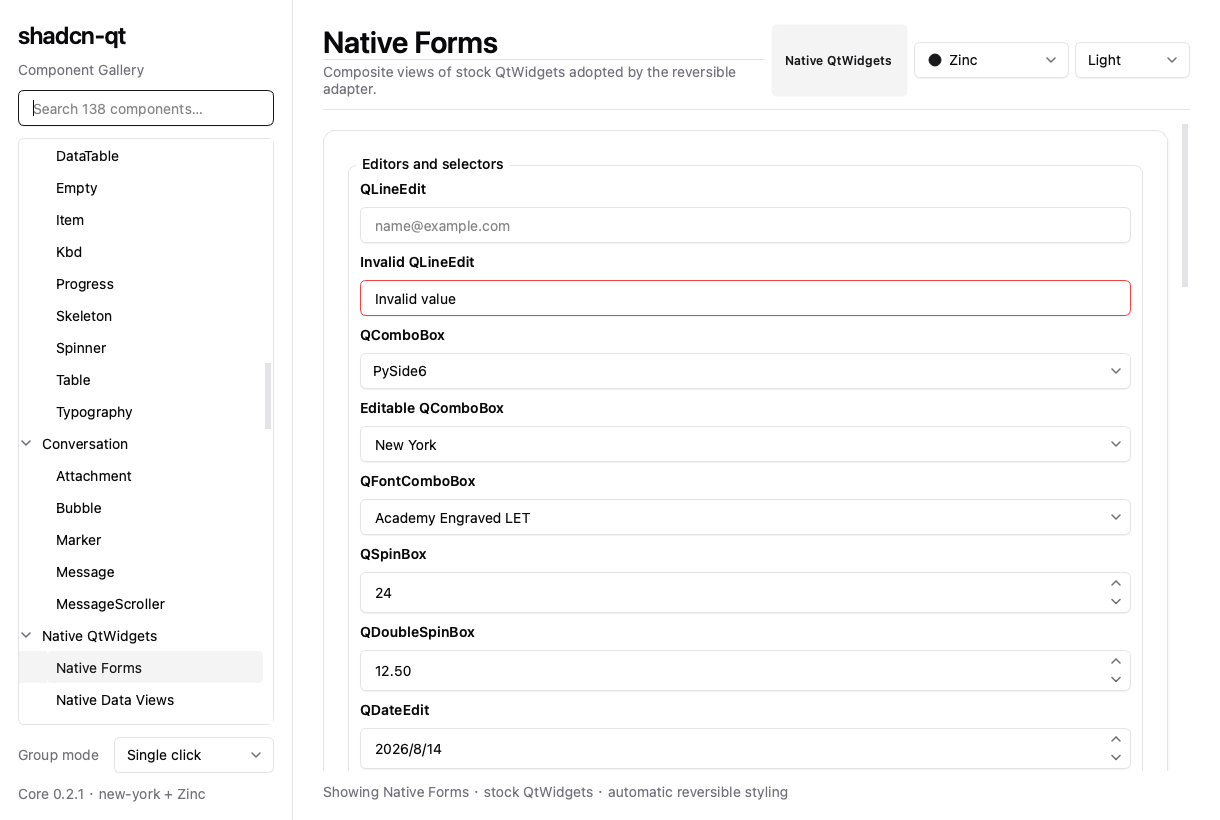 shadcn-qt
Component Gallery
Search 138 components...
DataTable
Empty
Item
Kbd
Progress
Skeleton
Spinner
Table
Typography
Conversation
Attachment
Bubble
Marker
Message
MessageScroller
Native QtWidgets
Native Forms
Native Data Views
Group mode
Single click
Core 0.2.1 · new-york + Zinc
Native Forms
Composite views of stock QtWidgets adopted by the reversible
adapter.
Native QtWidgets
Zinc
Light
Editors and selectors
QLineEdit
name@example.com
Invalid QLineEdit
Invalid value
QComboBox
PySide6
Editable QComboBox
New York
QFontComboBox
Academy Engraved LET
QSpinBox
24
QDoubleSpinBox
12.50
QDateEdit
2026/8/14
Showing Native Forms · stock QtWidgets · automatic reversible styling